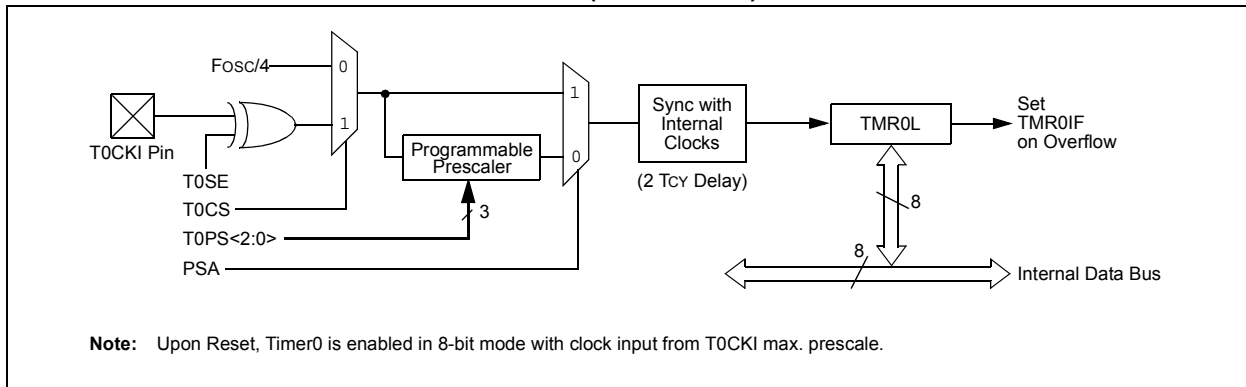 Fosc/4
0
1
T0CKI Pin
T0SE
T0CS
T0PS<2:0>
PSA
Programmable
Prescaler
3
1
0
Sync with
Internal
Clocks
(2 TCY Delay)
TMR0L
Set
TMR0IF
on Overflow
8
8
Internal Data Bus
Note: Upon Reset, Timer0 is enabled in 8-bit mode with clock input from T0CKI max. prescale.